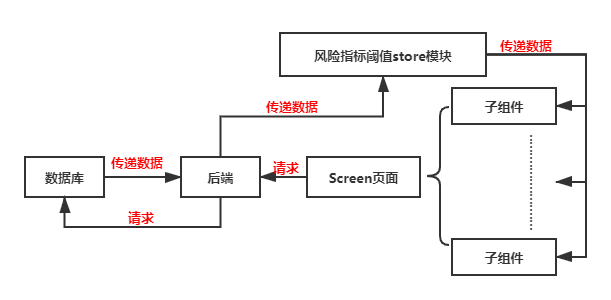 传递数据
风险指标阈值store模块
传递数据
子组件
传递数据
请求
数据库
后端
Screen页面
请求
子组件